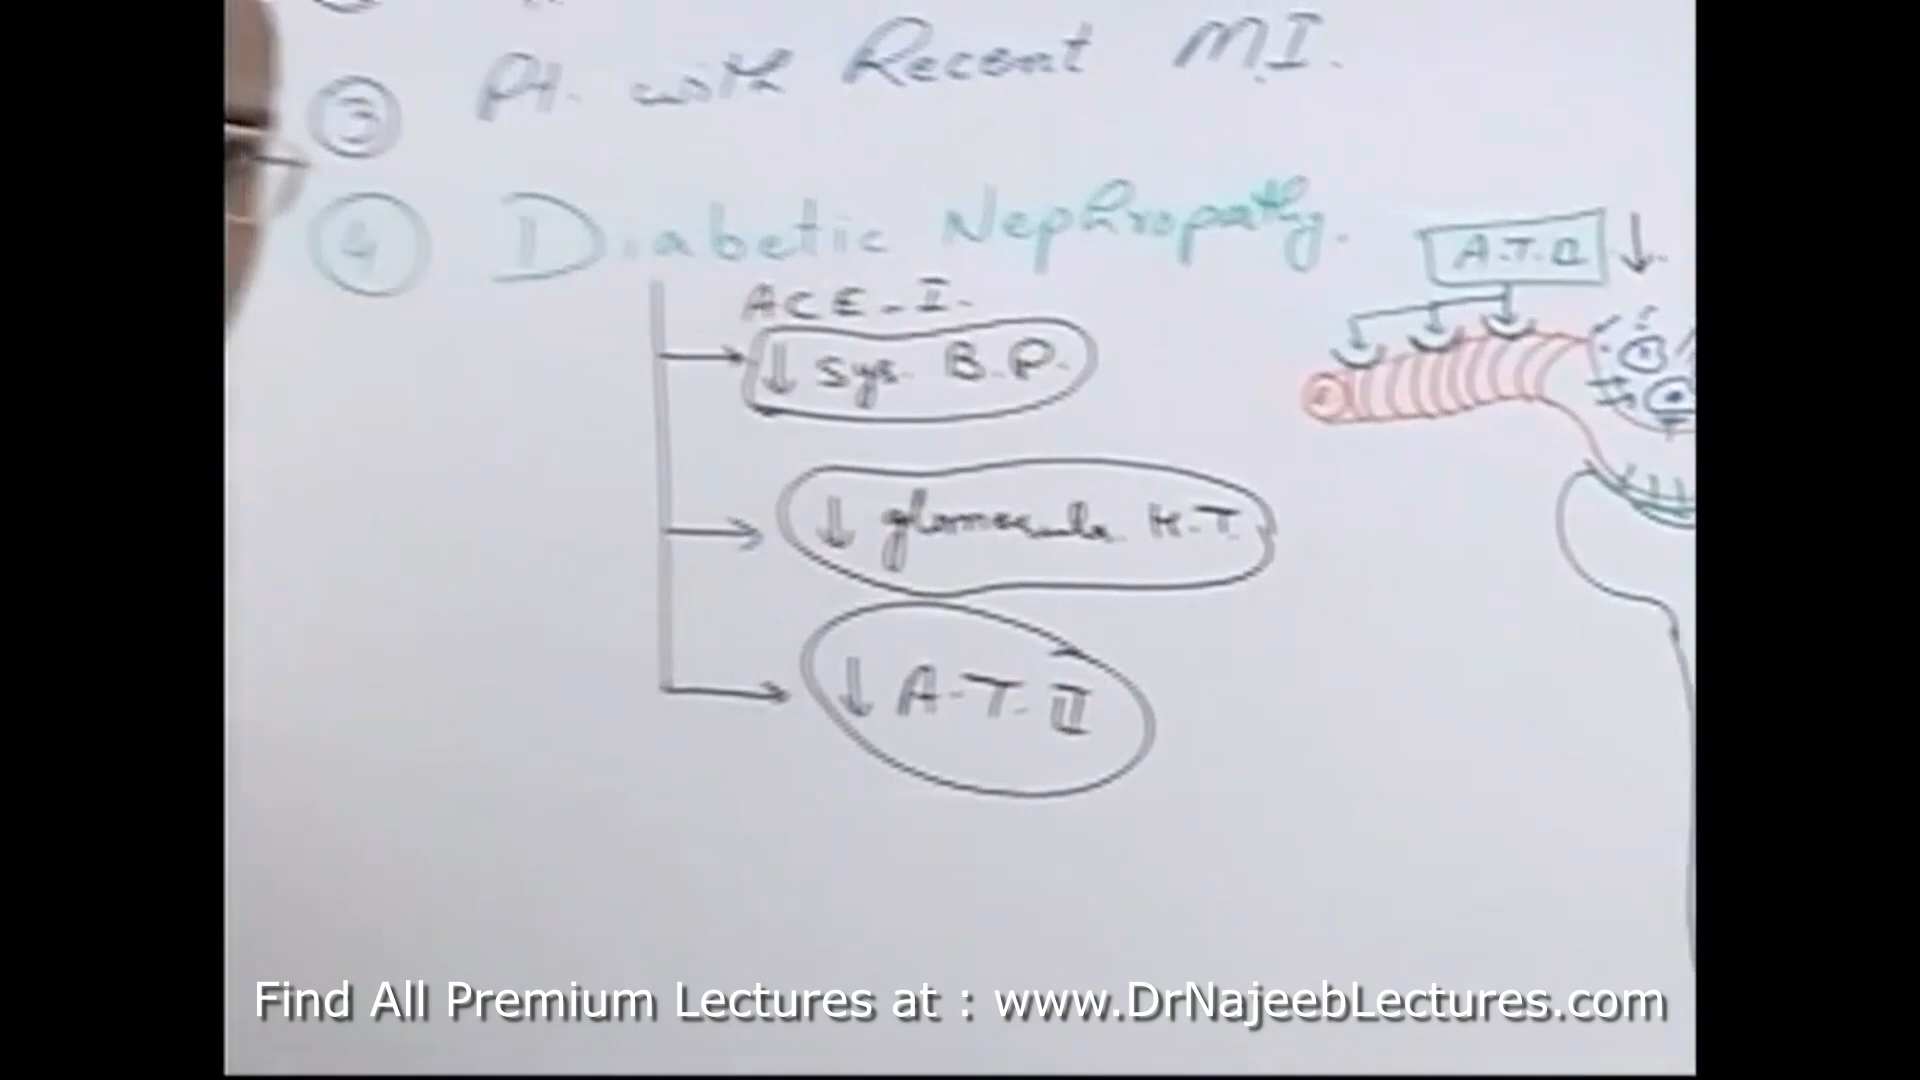 ③ Pt. with Recent M.I.
④ Diabetic Nephropathy.
A.T.II ↓
ACE-I.
↓ Sys. B.P.
↓ glomerula H.T.
↓ A.T.II
Find All Premium Lectures at : www.DrNajeebLectures.com